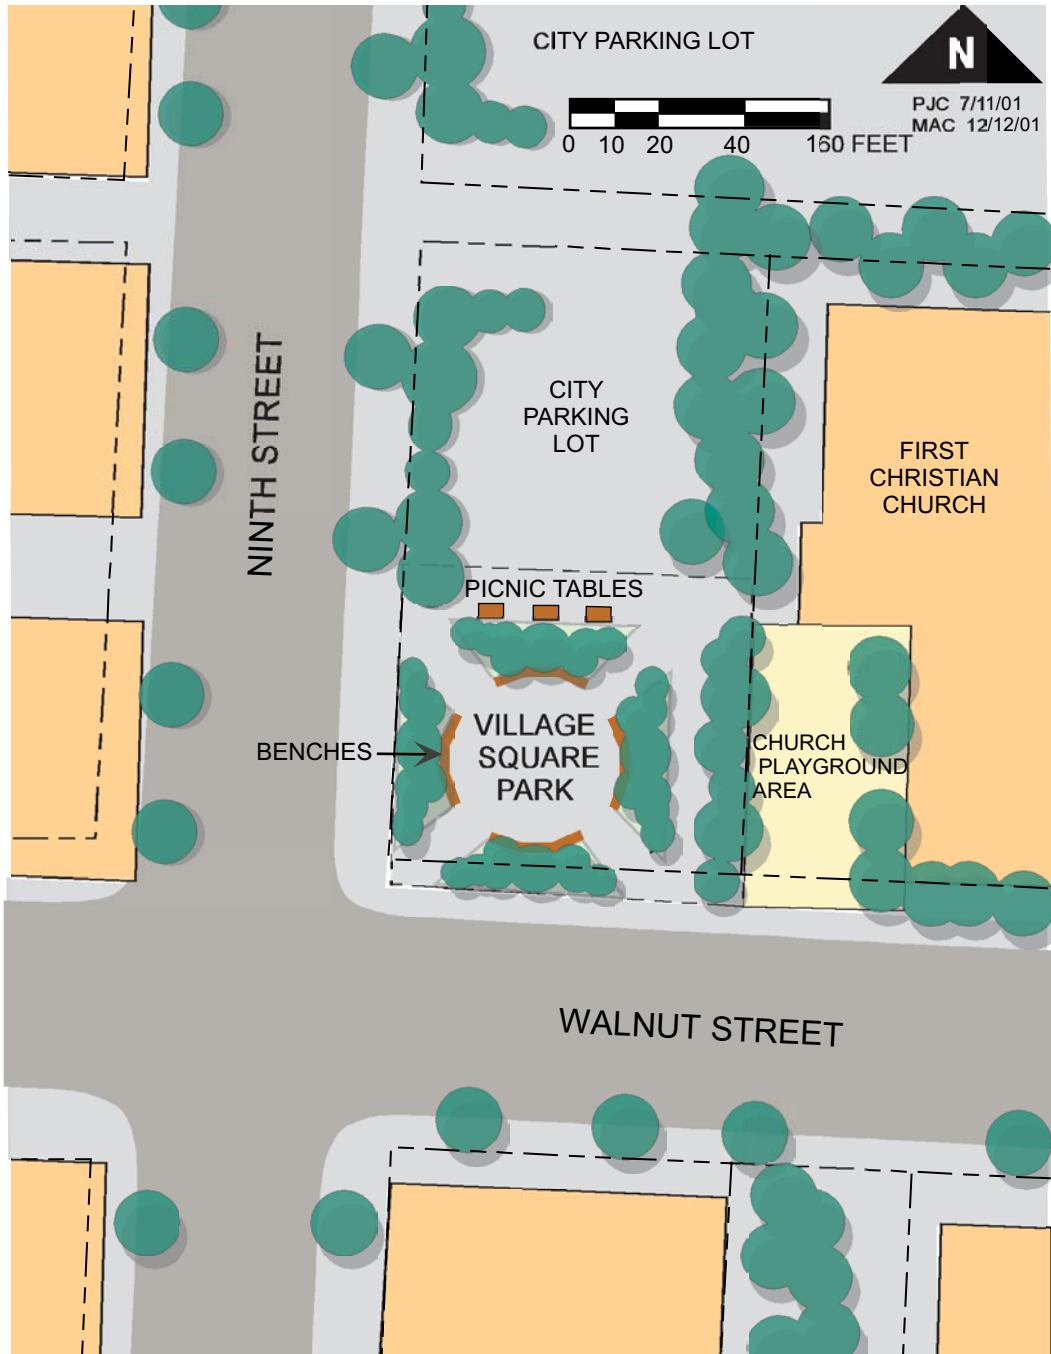 CITY PARKING LOT
N
PJC 7/11/01
MAC 12/12/01
0 10 20 40 160 FEET
NINTH STREET
CITY
PARKING
LOT
FIRST
CHRISTIAN
CHURCH
PICNIC TABLES
BENCHES
VILLAGE
SQUARE
PARK
CHURCH
PLAYGROUND
AREA
WALNUT STREET